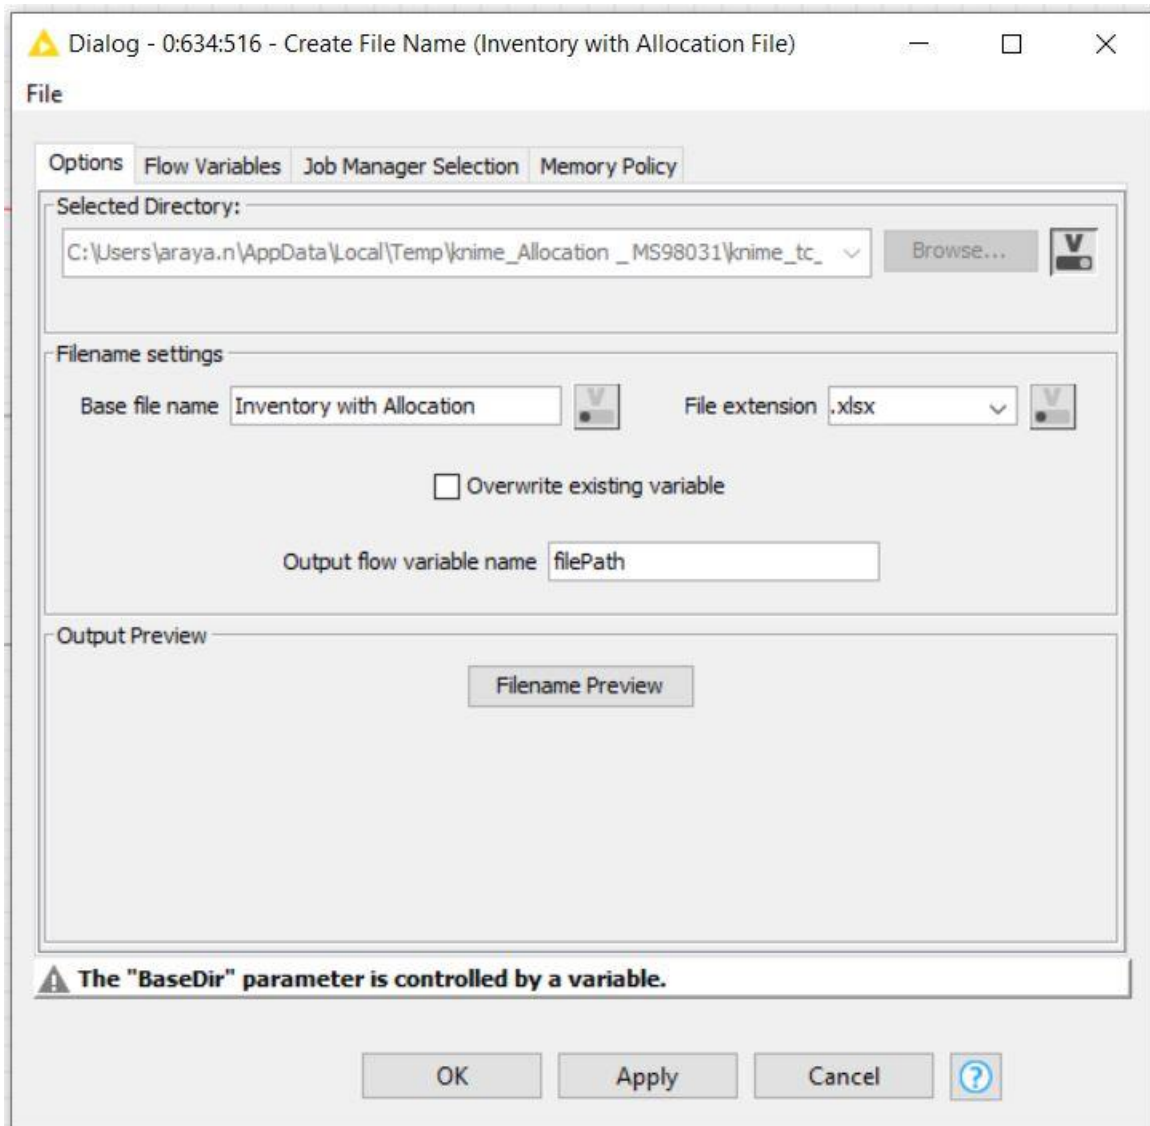 Dialog - 0:634:516 - Create File Name (Inventory with Allocation File)
File
Options Flow Variables Job Manager Selection Memory Policy
Selected Directory:
C:\Users\araya.n\AppData\Local\Temp\knime_Allocation _ MS98031\knime_tc_ Browse... V
Filename settings
Base file name Inventory with Allocation V File extension .xlsx V
Overwrite existing variable
Output flow variable name filePath
Output Preview
Filename Preview
The "BaseDir" parameter is controlled by a variable.
OK Apply Cancel ?